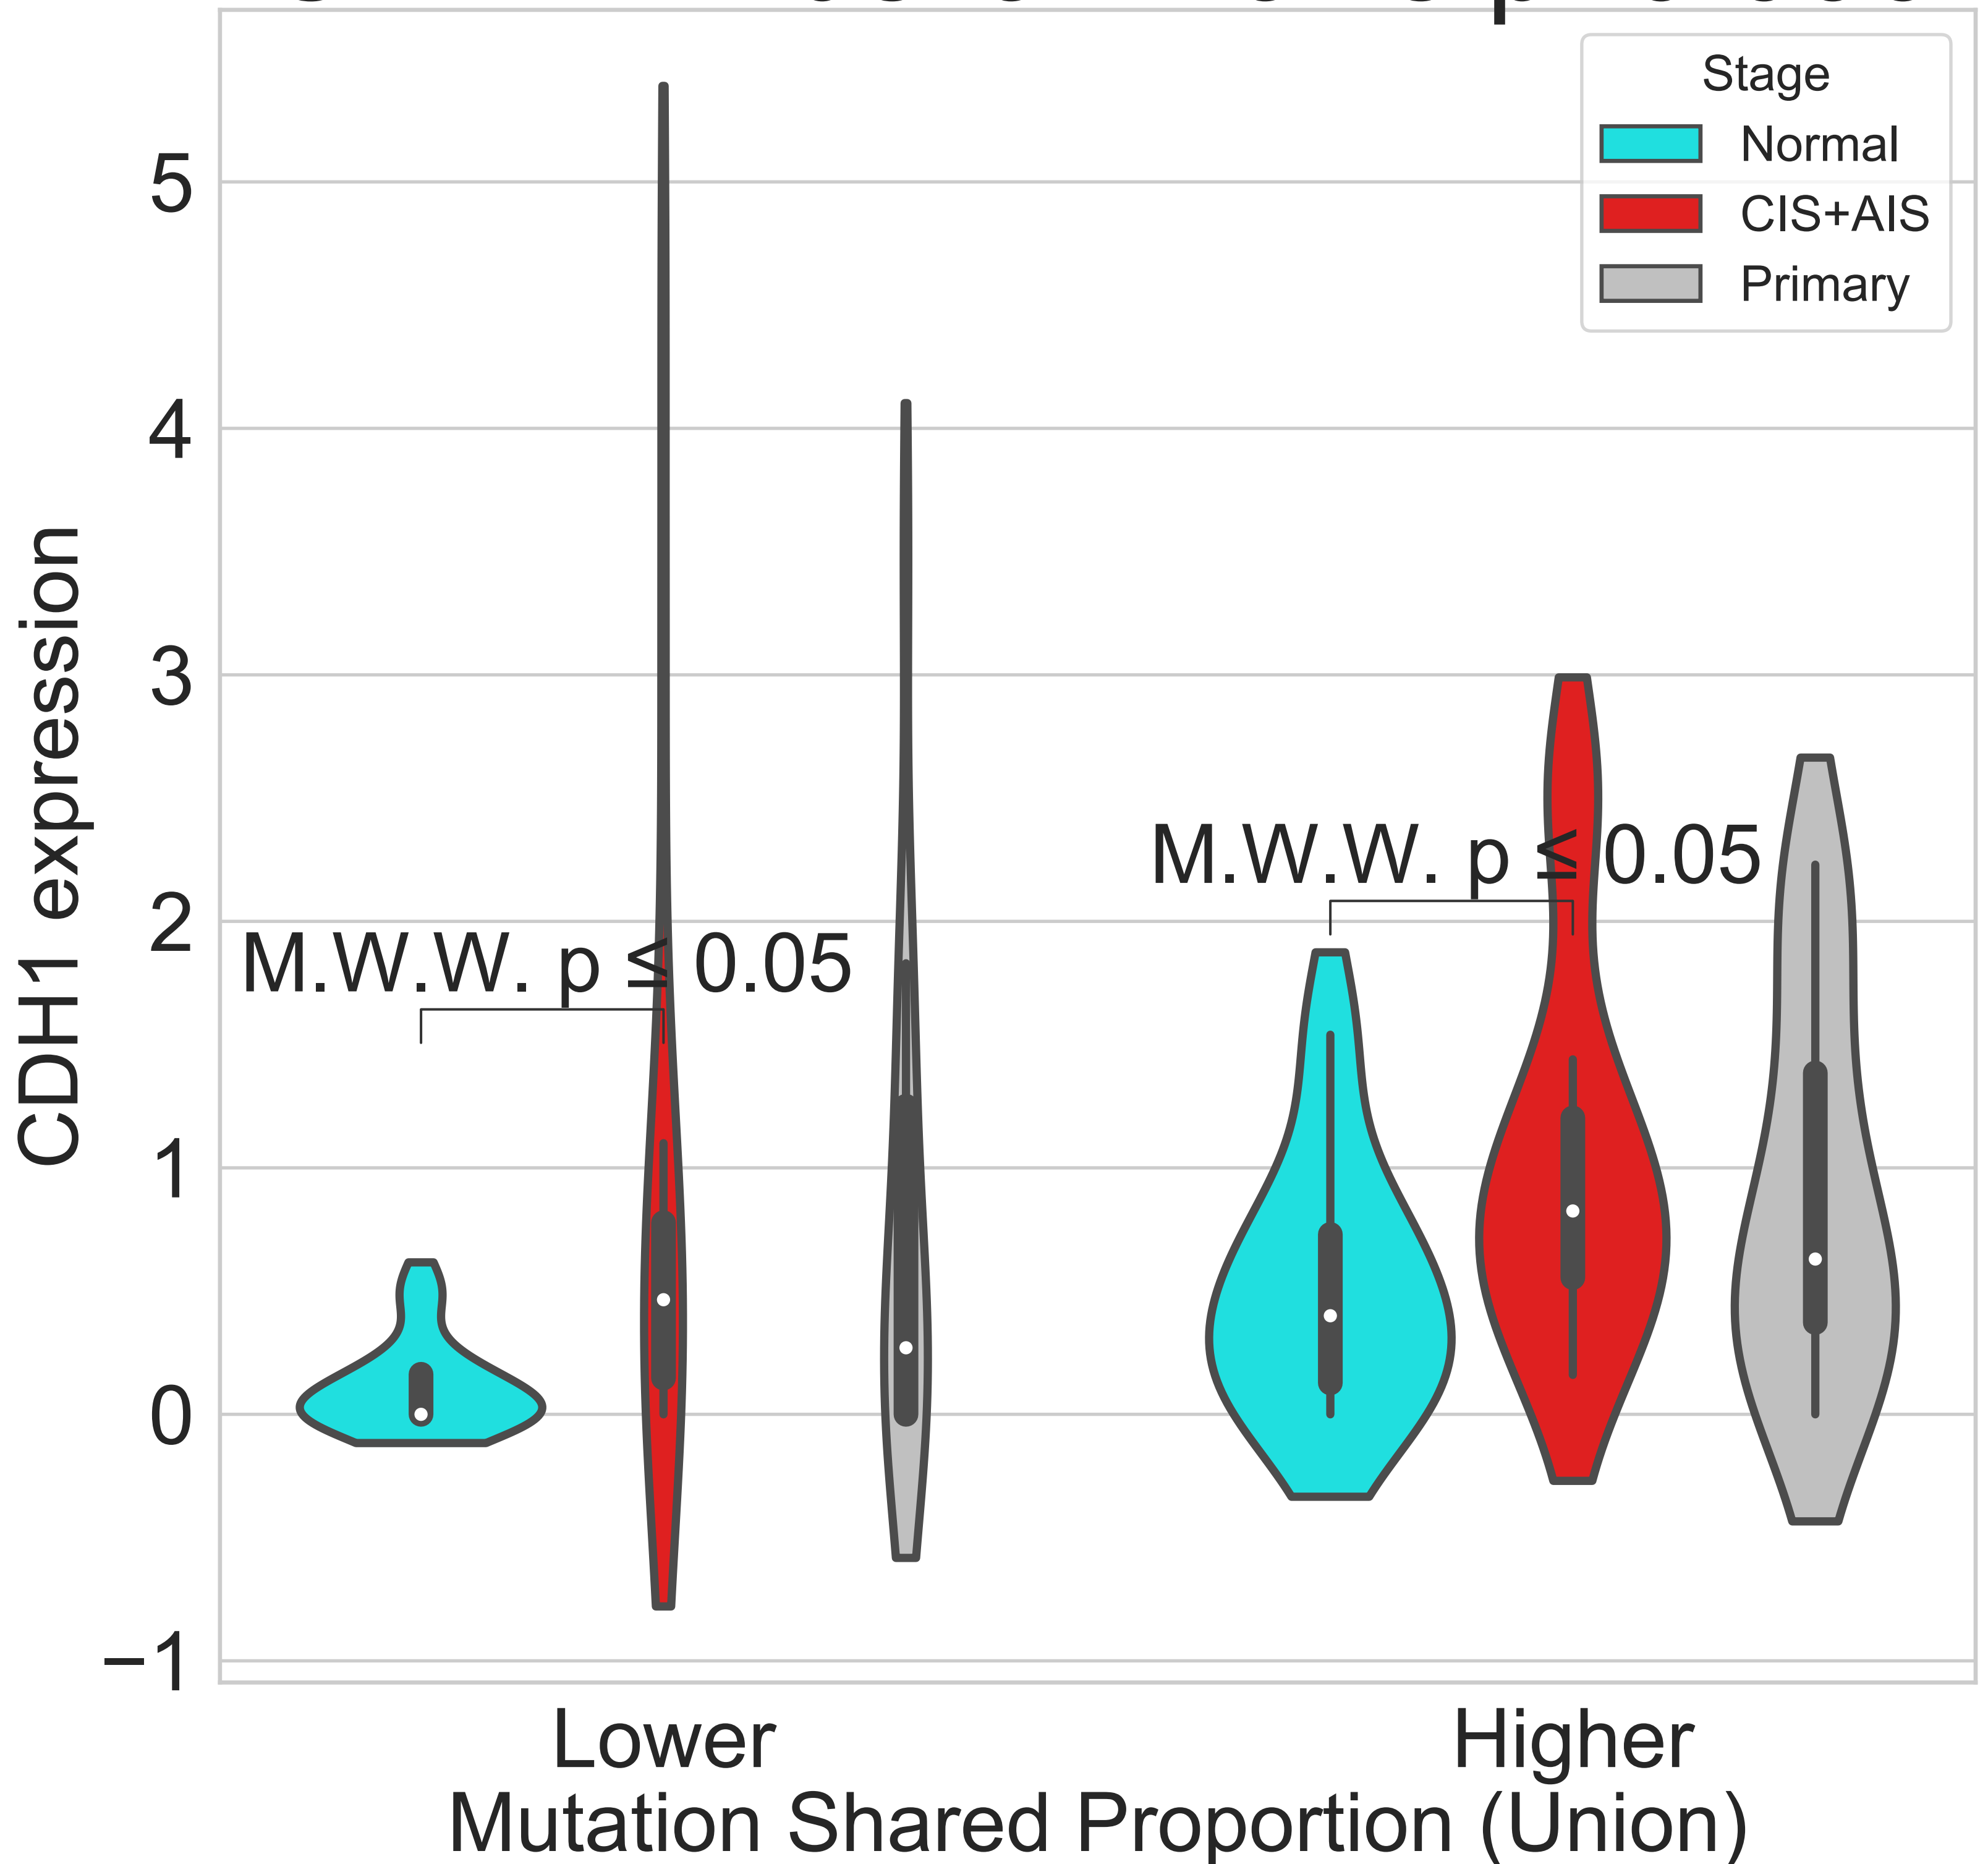 Stage
Normal
CIS+AIS
Primary
5
4
3
2
1
0
−1
CDH1 expression
M.W.W. p ≤ 0.05
M.W.W. p ≤ 0.05
Lower
Higher
Mutation Shared Proportion (Union)